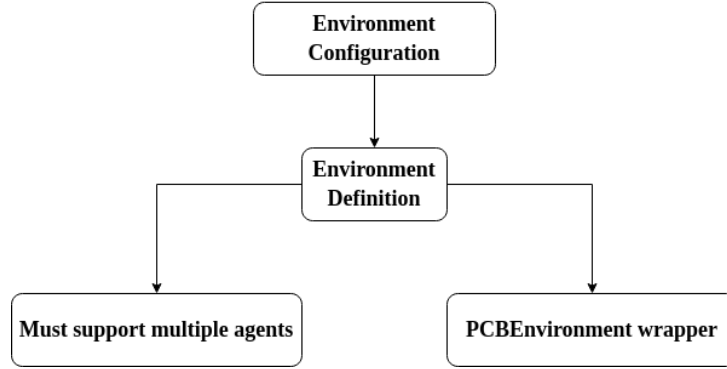 Environment
Configuration
Environment
Definition
Must support multiple agents
PCBEnvironment wrapper